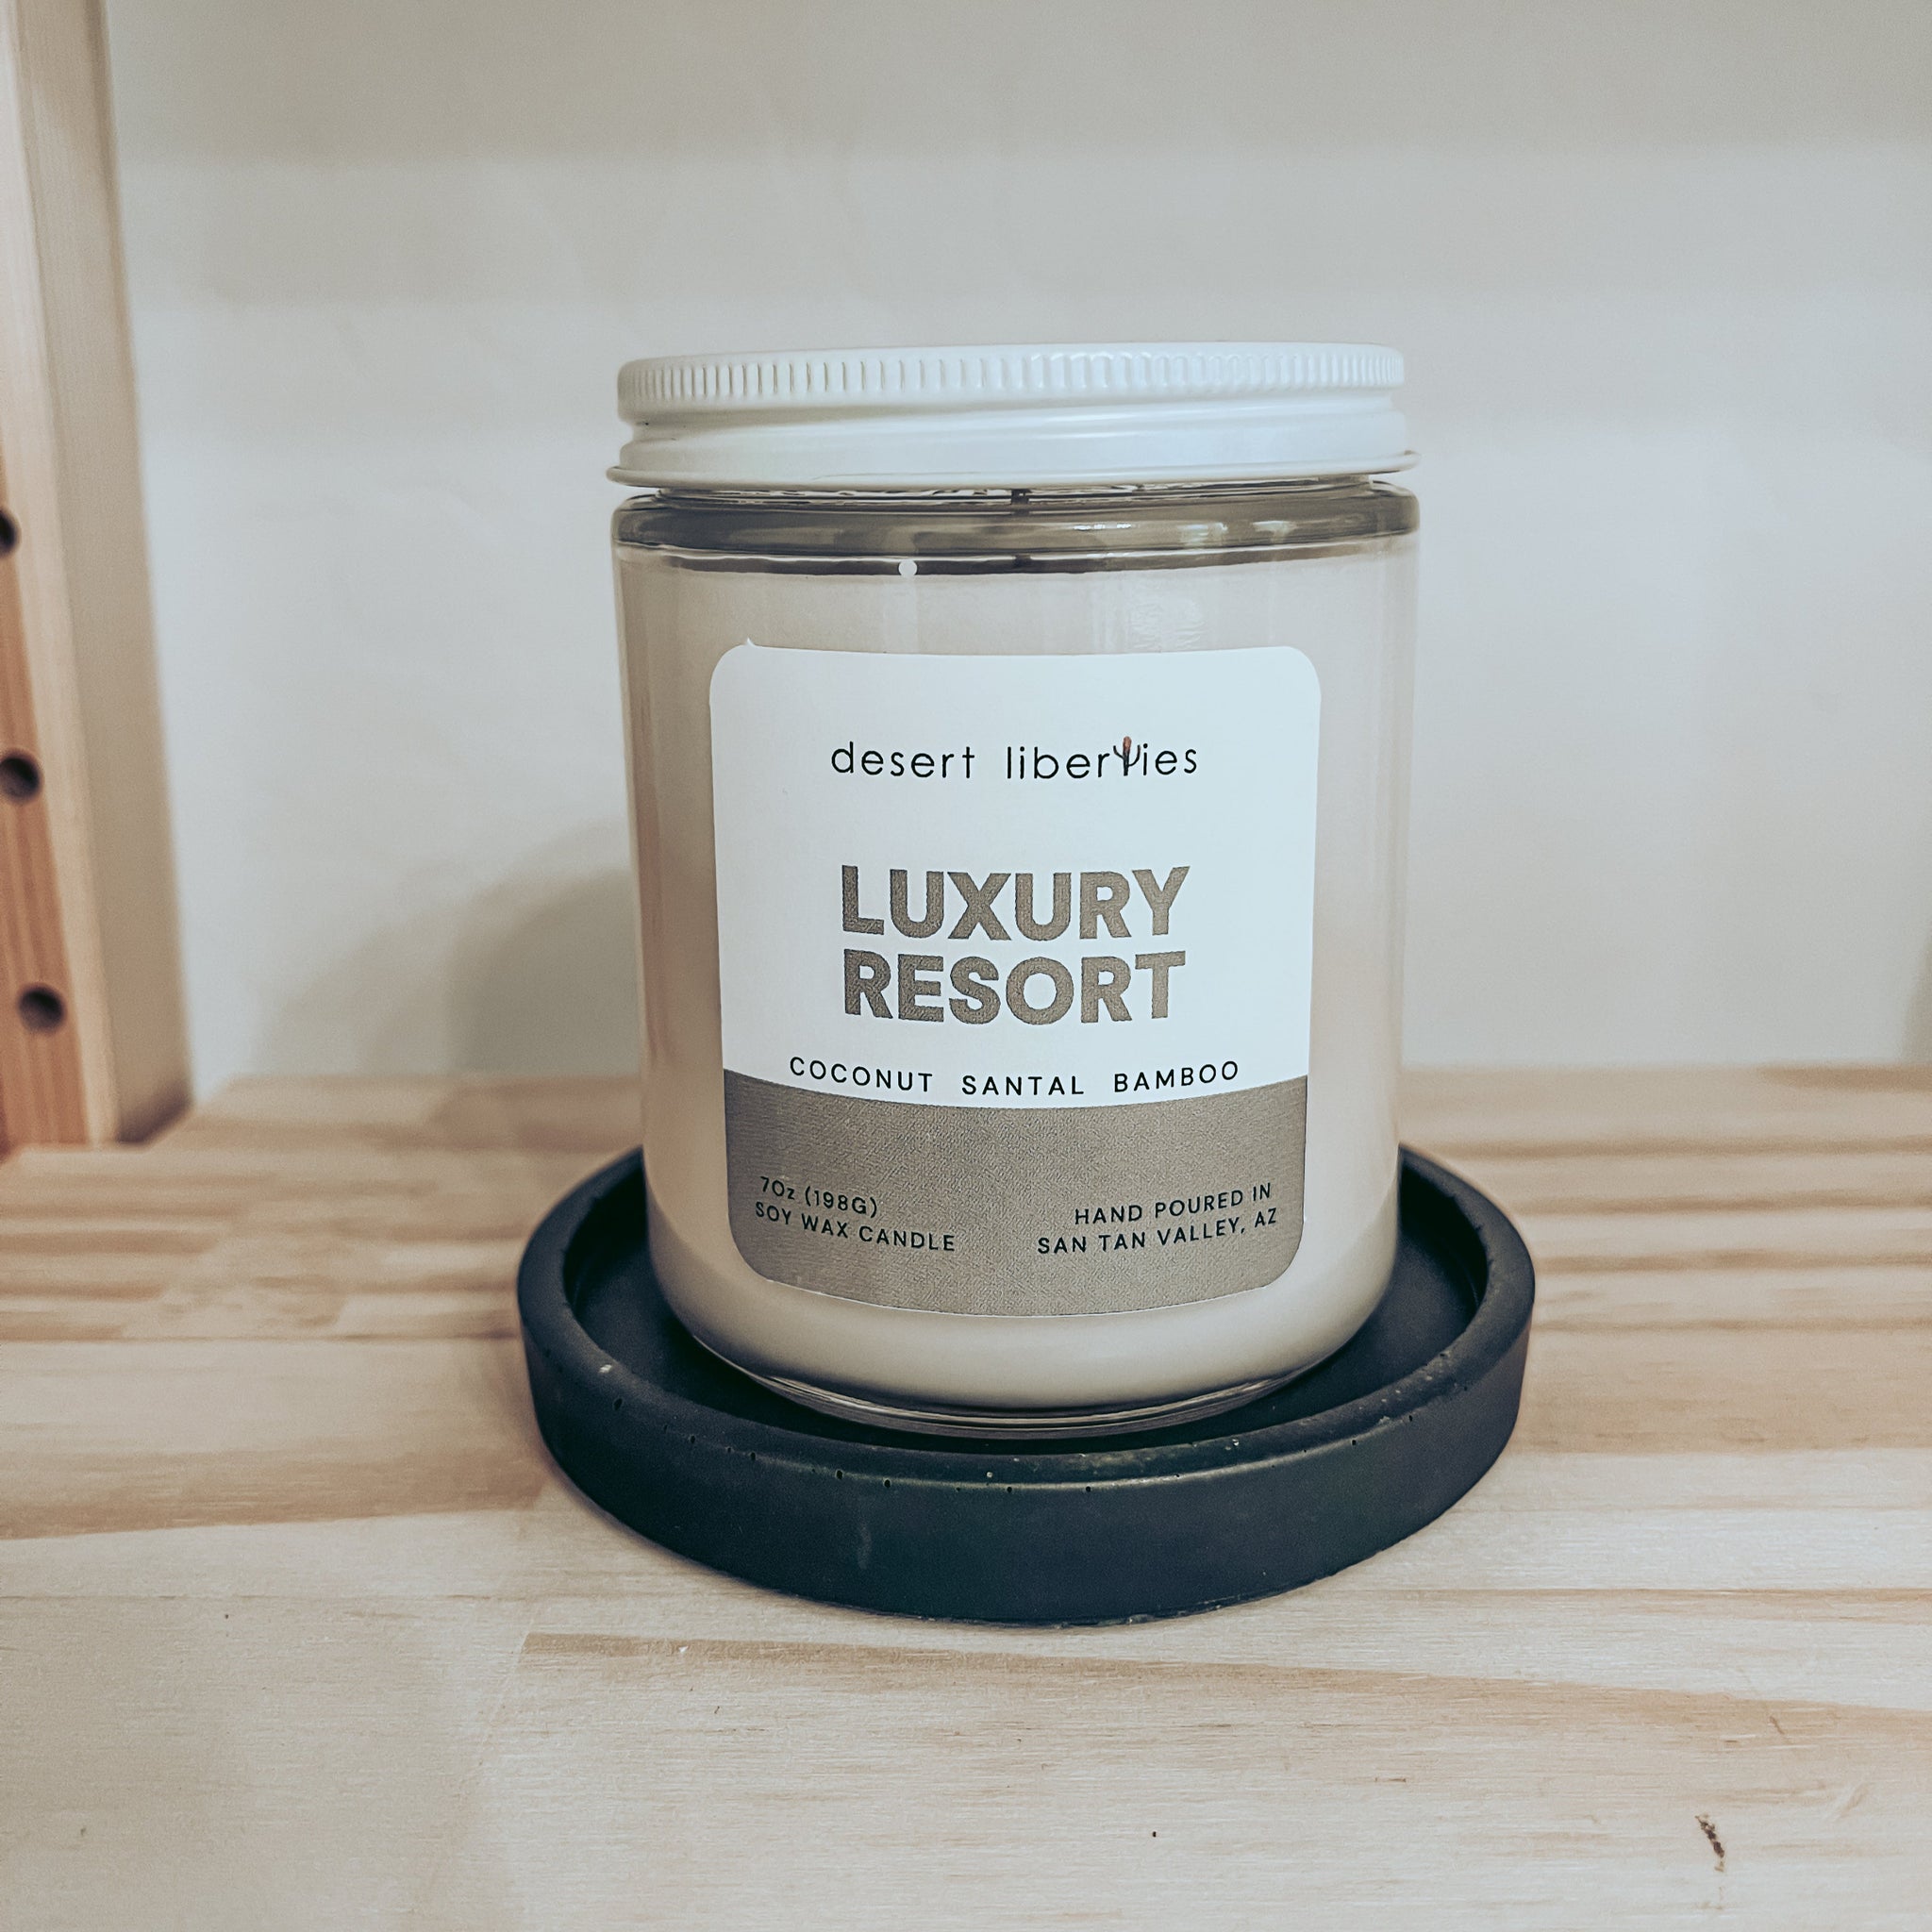 desert liberties
LUXURY
RESORT
COCONUT SANTAL BAMBOO
7Oz (198G)
SOY WAX CANDLE
HAND POURED IN
SAN TAN VALLEY, AZ